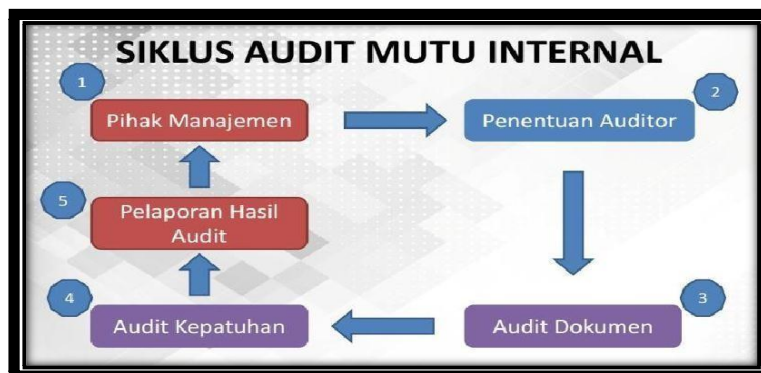 SIKLUS AUDIT MUTU INTERNAL
1
Pihak Manajemen
2
Penentuan Auditor
5
Pelaporan Hasil
Audit
4
Audit Kepatuhan
3
Audit Dokumen